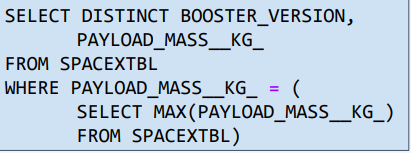 SELECT DISTINCT BOOSTER_VERSION,
PAYLOAD_MASS__KG_
FROM SPACEXTBL
WHERE PAYLOAD_MASS__KG_ = (
SELECT MAX(PAYLOAD_MASS__KG_)
FROM SPACEXTBL)